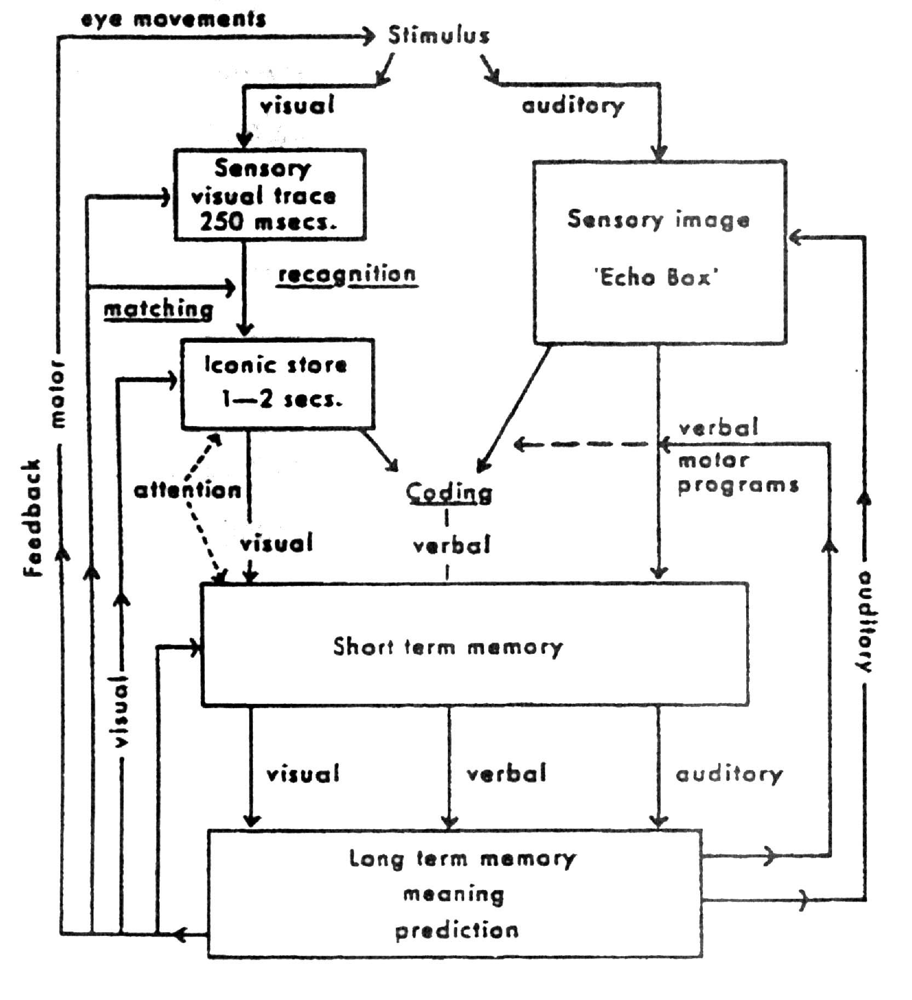 eye movements
Stimulus
visual
auditory
Sensory
visual trace
250 msecs.
Sensory image
'Echo Box'
recognition
matching
Iconic store
1—2 secs.
motor
Feedback
attention
verbal
motor
programs
Coding
visual
verbal
auditory
Short term memory
visual
visual
verbal
auditory
Long term memory
meaning
prediction